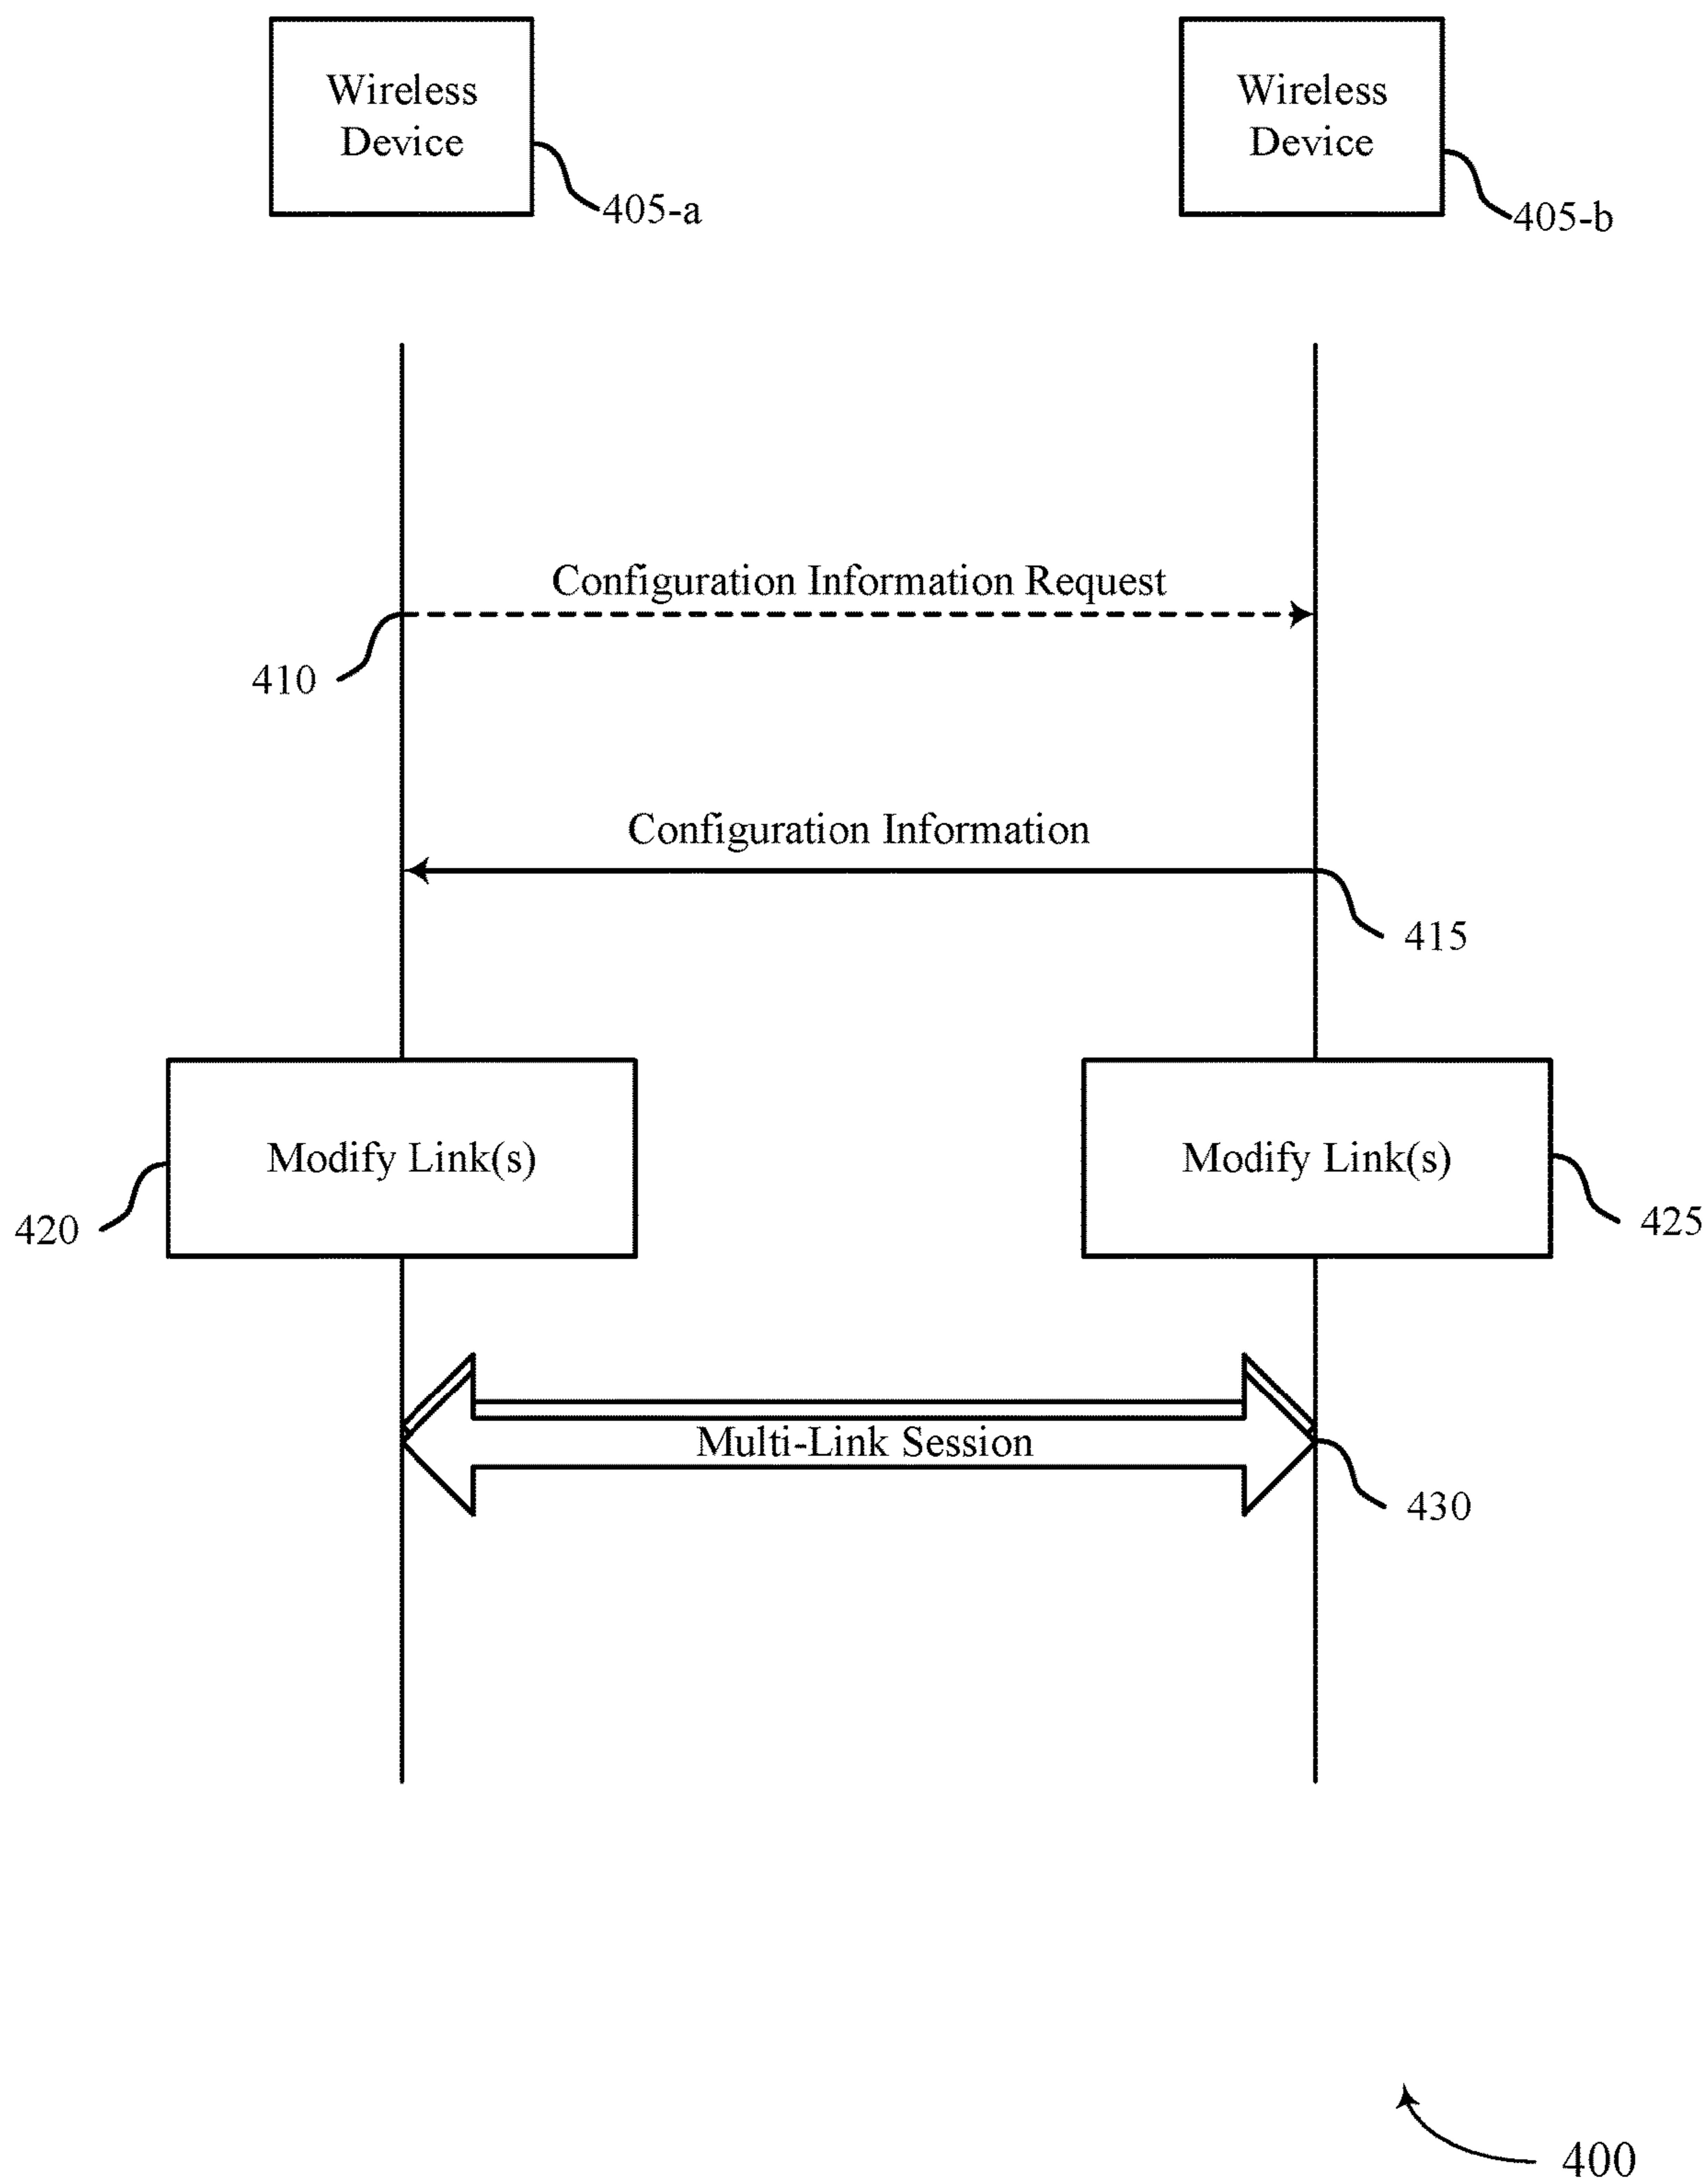 Wireless
Device
405-a
Wireless
Device
405-b
Configuration Information Request
410
Configuration Information
415
Modify Link(s)
420
Modify Link(s)
425
Multi-Link Session
430
400